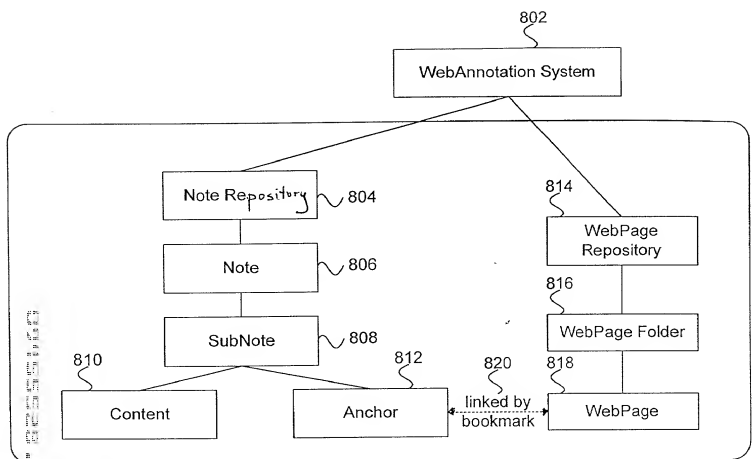 802
WebAnnotation System
Note Repository
804
814
WebPage
Repository
Note
806
816
WebPage Folder
SubNote
808
810
812
820
818
Content
Anchor
linked by
bookmark
WebPage